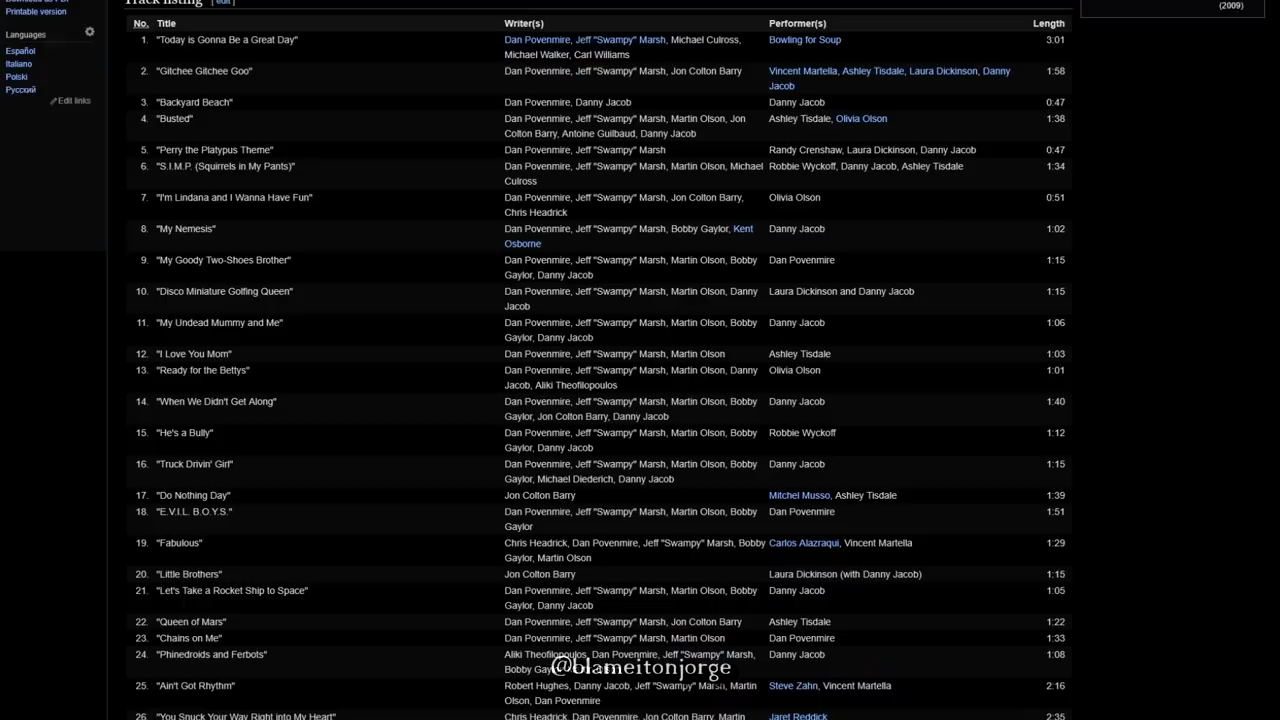 Download as PDF
Printable version
Languages
Español
Italiano
Polski
Русский
Edit links
Track listing [ edit ]
(2009)
No. Title Writer(s) Performer(s) Length
1. "Today is Gonna Be a Great Day" Dan Povenmire, Jeff "Swampy" Marsh, Michael Culross, Bowling for Soup 3:01
Michael Walker, Carl Williams
2. "Gitchee Gitchee Goo" Dan Povenmire, Jeff "Swampy" Marsh, Jon Colton Barry Vincent Martella, Ashley Tisdale, Laura Dickinson, Danny 1:58
Jacob
3. "Backyard Beach" Dan Povenmire, Danny Jacob Danny Jacob 0:47
4. "Busted" Dan Povenmire, Jeff "Swampy" Marsh, Martin Olson, Jon Ashley Tisdale, Olivia Olson 1:38
Colton Barry, Antoine Guilbaud, Danny Jacob
5. "Perry the Platypus Theme" Dan Povenmire, Jeff "Swampy" Marsh Randy Crenshaw, Laura Dickinson, Danny Jacob 0:47
6. "S.I.M.P. (Squirrels in My Pants)" Dan Povenmire, Jeff "Swampy" Marsh, Martin Olson, Michael Robbie Wyckoff, Danny Jacob, Ashley Tisdale 1:34
Culross
7. "I'm Lindana and I Wanna Have Fun" Dan Povenmire, Jeff "Swampy" Marsh, Jon Colton Barry, Olivia Olson 0:51
Chris Headrick
8. "My Nemesis" Dan Povenmire, Jeff "Swampy" Marsh, Bobby Gaylor, Kent Danny Jacob 1:02
Osborne
9. "My Goody Two-Shoes Brother" Dan Povenmire, Jeff "Swampy" Marsh, Martin Olson, Bobby Dan Povenmire 1:15
Gaylor, Danny Jacob
10. "Disco Miniature Golfing Queen" Dan Povenmire, Jeff "Swampy" Marsh, Martin Olson, Danny Laura Dickinson and Danny Jacob 1:15
Jacob
11. "My Undead Mummy and Me" Dan Povenmire, Jeff "Swampy" Marsh, Martin Olson, Bobby Danny Jacob 1:06
Gaylor, Danny Jacob
12. "I Love You Mom" Dan Povenmire, Jeff "Swampy" Marsh, Martin Olson Ashley Tisdale 1:03
13. "Ready for the Bettys" Dan Povenmire, Jeff "Swampy" Marsh, Martin Olson, Danny Olivia Olson 1:01
Jacob, Aliki Theofilopoulos
14. "When We Didn't Get Along" Dan Povenmire, Jeff "Swampy" Marsh, Martin Olson, Bobby Danny Jacob 1:40
Gaylor, Jon Colton Barry, Danny Jacob
15. "He's a Bully" Dan Povenmire, Jeff "Swampy" Marsh, Martin Olson, Bobby Robbie Wyckoff 1:12
Gaylor, Danny Jacob
16. "Truck Drivin' Girl" Dan Povenmire, Jeff "Swampy" Marsh, Martin Olson, Bobby Danny Jacob 1:15
Gaylor, Michael Diederich, Danny Jacob
17. "Do Nothing Day" Jon Colton Barry Mitchel Musso, Ashley Tisdale 1:39
18. "E.V.I.L. B.O.Y.S." Dan Povenmire, Jeff "Swampy" Marsh, Martin Olson, Bobby Dan Povenmire 1:51
Gaylor
19. "Fabulous" Chris Headrick, Dan Povenmire, Jeff "Swampy" Marsh, Bobby Carlos Alazraqui, Vincent Martella 1:29
Gaylor, Martin Olson
20. "Little Brothers" Jon Colton Barry Laura Dickinson (with Danny Jacob) 1:15
21. "Let's Take a Rocket Ship to Space" Dan Povenmire, Jeff "Swampy" Marsh, Martin Olson, Bobby Danny Jacob 1:05
Gaylor, Danny Jacob
22. "Queen of Mars" Dan Povenmire, Jeff "Swampy" Marsh, Jon Colton Barry Ashley Tisdale 1:22
23. "Chains on Me" Dan Povenmire, Jeff "Swampy" Marsh, Martin Olson Dan Povenmire 1:33
24. "Phinedroids and Ferbots" Aliki Theofilopoulos, Dan Povenmire, Jeff "Swampy" Marsh, Danny Jacob 1:08
Bobby
@blameitonjorge
25. "Ain't Got Rhythm" Robert Hughes, Danny Jacob, Jeff "Swampy" Marsh, Martin Steve Zahn, Vincent Martella 2:16
Olson, Dan Povenmire
26. "You Snuck Your Way Right into My Heart" Chris Headrick, Dan Povenmire, Bobby Gaylor, Martin Jaret Reddick 2:35